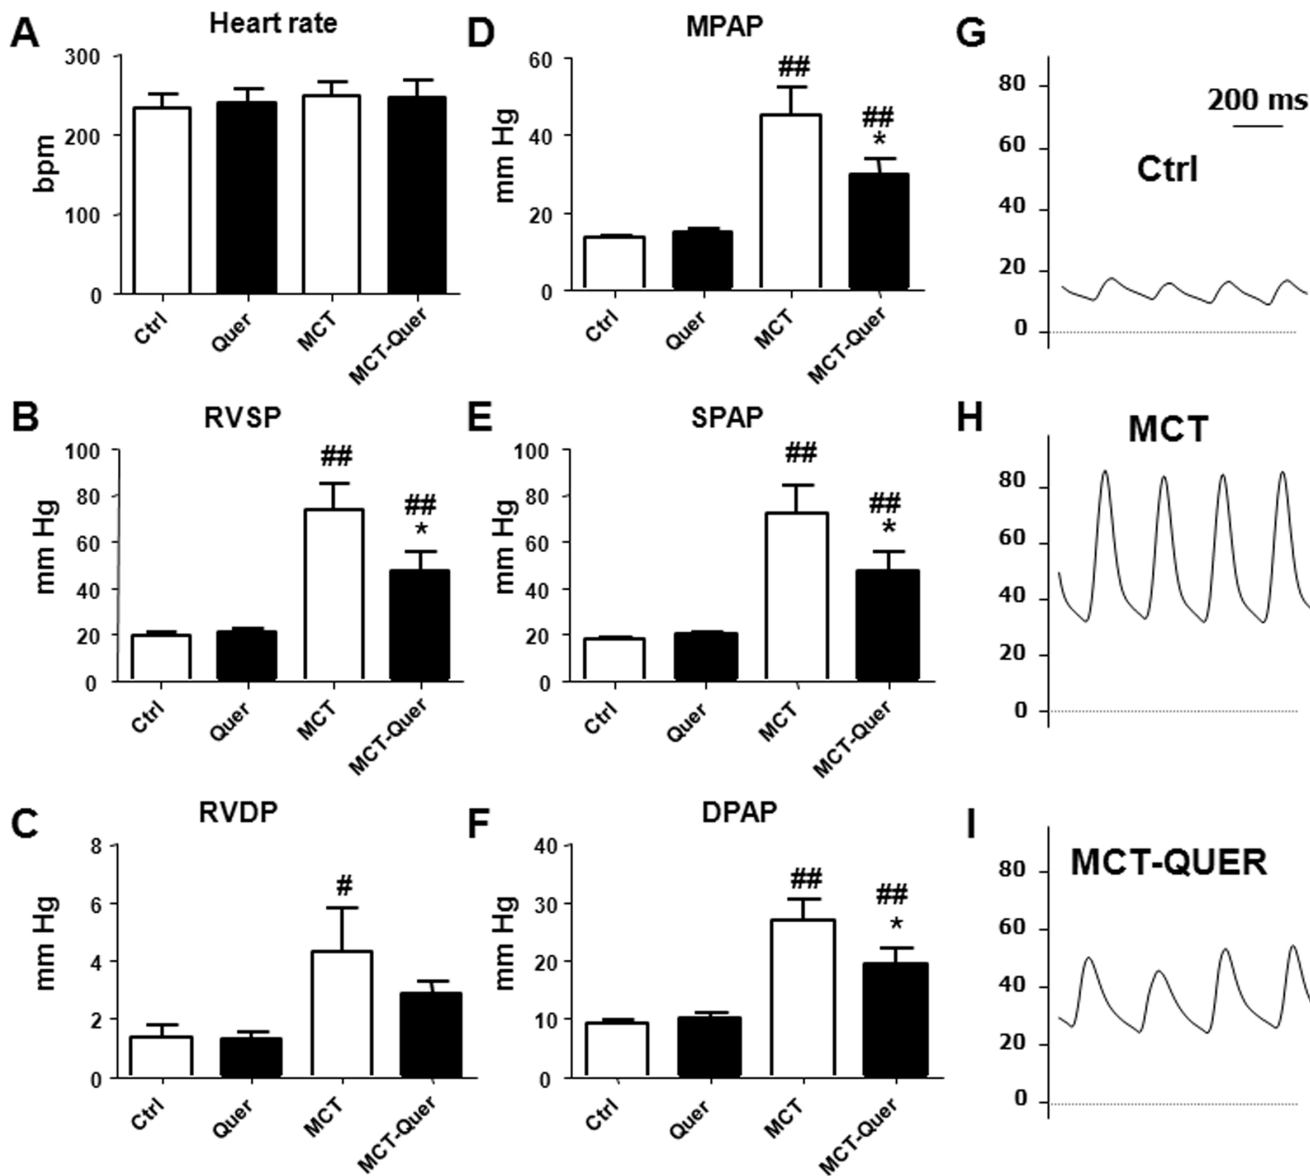 A
Heart rate
300
200
100
0
bpm
Ctrl
Quer
MCT
MCT-Quer
B
RVSP
100
80
60
40
20
0
mm Hg
##
##
*
Ctrl
Quer
MCT
MCT-Quer
C
RVDP
8
6
4
2
0
mm Hg
#
Ctrl
Quer
MCT
MCT-Quer
D
MPAP
60
40
20
0
mm Hg
##
##
*
Ctrl
Quer
MCT
MCT-Quer
E
SPAP
100
80
60
40
20
0
mm Hg
##
##
*
Ctrl
Quer
MCT
MCT-Quer
F
DPAP
40
30
20
10
0
mm Hg
##
##
*
Ctrl
Quer
MCT
MCT-Quer
G
80
60
40
20
0
200 ms
Ctrl
H
MCT
80
60
40
20
0
I
MCT-QUER
80
60
40
20
0